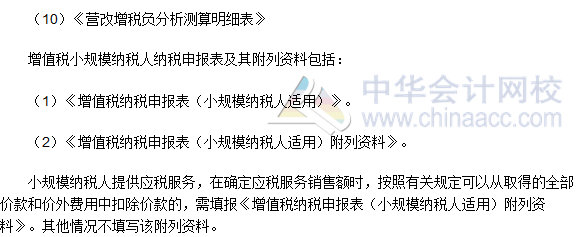 （10）《营改增税负分析测算明细表》
增值税小规模纳税人纳税申报表及其附列资料包括：
（1）《增值税纳税申报表（小规模纳税人适用）》。
中华会计网校
www.chinaacc.com
（2）《增值税纳税申报表（小规模纳税人适用）附列资料》。
小规模纳税人提供应税服务，在确定应税服务销售额时，按照有关规定可以从取得的全部
价款和价外费用中扣除价款的，需填报《增值税纳税申报表（小规模纳税人适用）附列资
料》。其他情况不填写该附列资料。